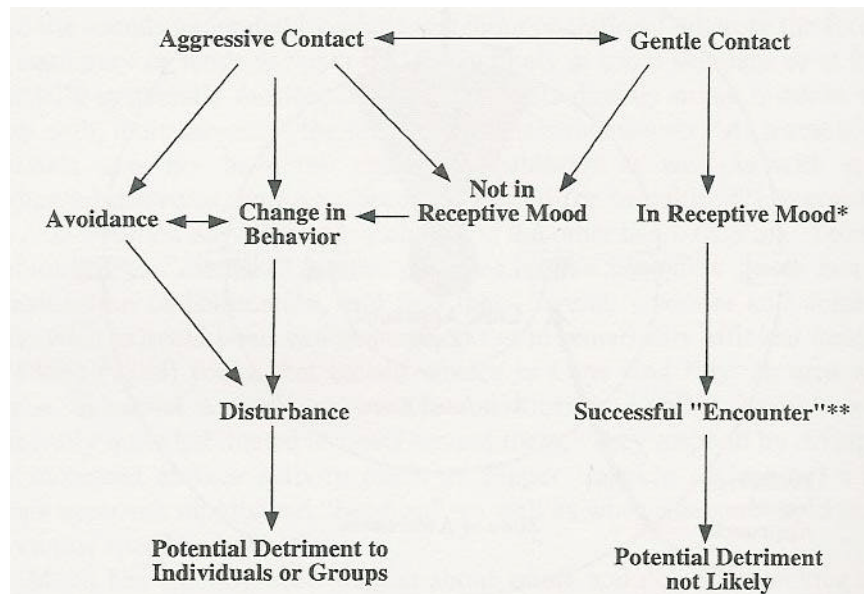 Aggressive Contact
Gentle Contact
Avoidance
Change in
Behavior
Not in
Receptive Mood
In Receptive Mood*
Disturbance
Successful "Encounter"**
Potential Detriment to
Individuals or Groups
Potential Detriment
not Likely